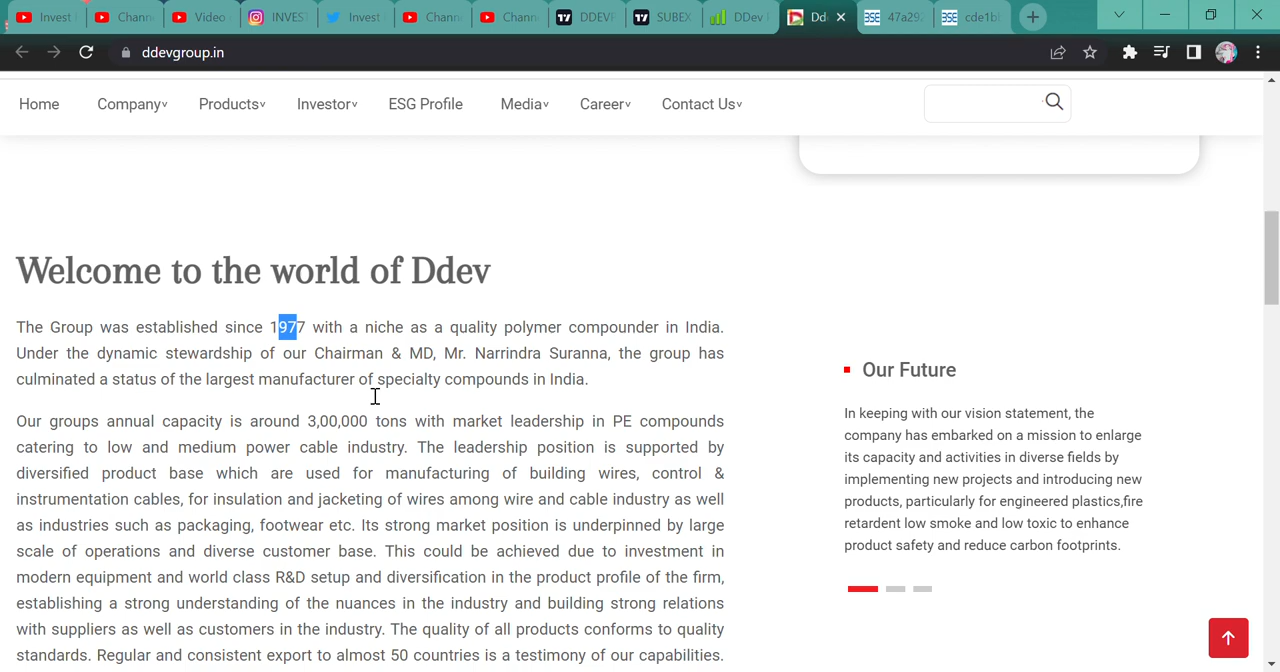 Invest
Chann
Video
INVES
Invest
Chann
Chann
DDEVI
SUBEX
DDev
Dd
47a29
cde1b
ddevgroup.in
Home Company Products Investor ESG Profile Media Career Contact Us
Welcome to the world of Ddev
The Group was established since 1977 with a niche as a quality polymer compounder in India.
Under the dynamic stewardship of our Chairman & MD, Mr. Narrindra Suranna, the group has
culminated a status of the largest manufacturer of specialty compounds in India.
Our groups annual capacity is around 3,00,000 tons with market leadership in PE compounds
catering to low and medium power cable industry. The leadership position is supported by
diversified product base which are used for manufacturing of building wires, control &
instrumentation cables, for insulation and jacketing of wires among wire and cable industry as well
as industries such as packaging, footwear etc. Its strong market position is underpinned by large
scale of operations and diverse customer base. This could be achieved due to investment in
modern equipment and world class R&D setup and diversification in the product profile of the firm,
establishing a strong understanding of the nuances in the industry and building strong relations
with suppliers as well as customers in the industry. The quality of all products conforms to quality
standards. Regular and consistent export to almost 50 countries is a testimony of our capabilities.
Our Future
In keeping with our vision statement, the
company has embarked on a mission to enlarge
its capacity and activities in diverse fields by
implementing new projects and introducing new
products, particularly for engineered plastics,fire
retardent low smoke and low toxic to enhance
product safety and reduce carbon footprints.